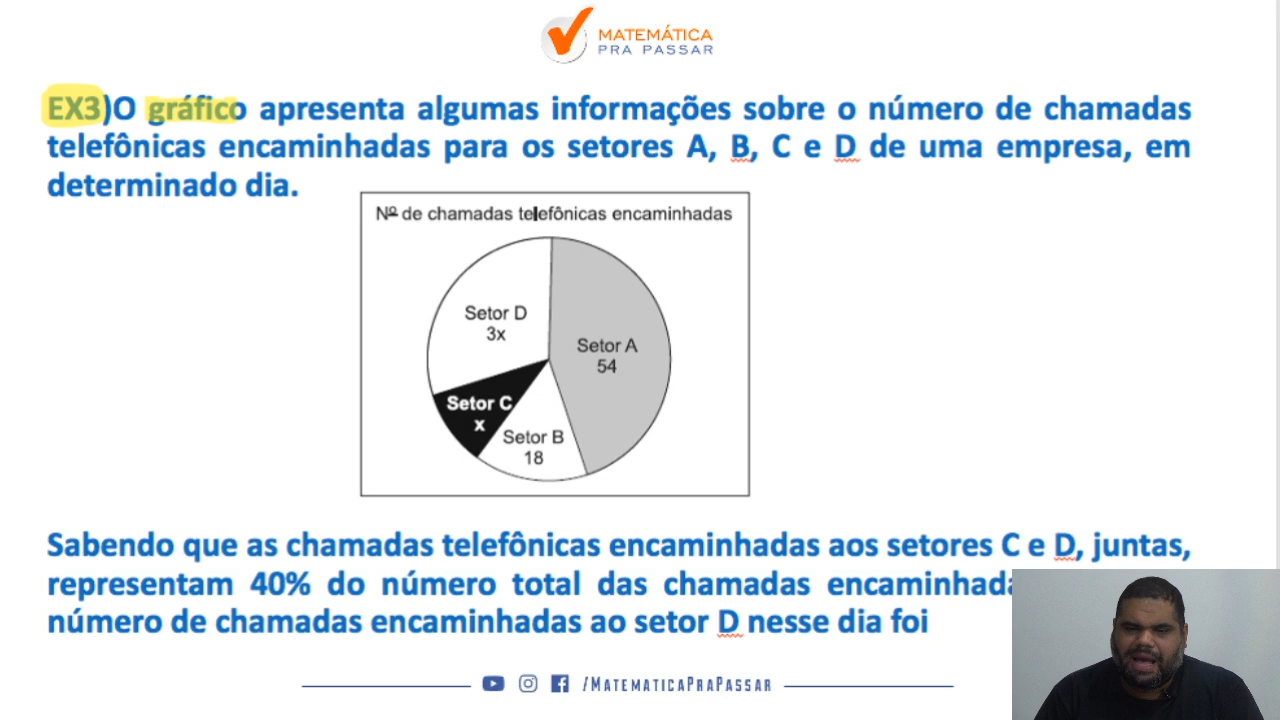 MATEMÁTICA
PRA PASSAR
EX3)O gráfico apresenta algumas informações sobre o número de chamadas
telefônicas encaminhadas para os setores A, B, C e D de uma empresa, em
determinado dia.
Nº de chamadas telefônicas encaminhadas
Setor D
3x
Setor A
54
Setor C
x
Setor B
18
Sabendo que as chamadas telefônicas encaminhadas aos setores C e D, juntas,
representam 40% do número total das chamadas
número de chamadas encaminhadas ao setor D nesse dia foi
/MATEMATICAPRAPASSAR